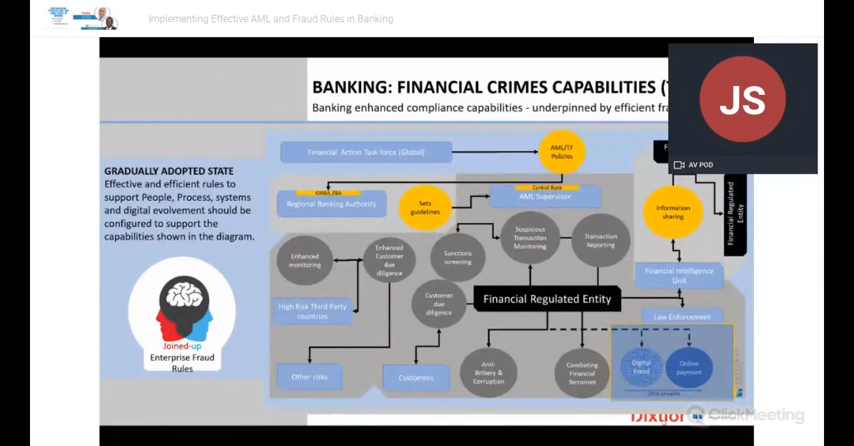 Implementing Effective AML and Fraud Rules in Banking
BANKING: FINANCIAL CRIMES CAPABILITIES (
Banking enhanced compliance capabilities - underpinned by efficient
JS
AV POD
GRADUALLY ADOPTED STATE
Effective and efficient rules to
support People, Process, systems
and digital evolvement should be
configured to support the
capabilities shown in the diagram.
Joined-up
Enterprise Fraud
Rules
Financial Action Task force (Global)
AML/TF
Policies
Regional Banking Authority
Sets
guidelines
Central Bank
AML Supervisor
Information
sharing
Financial Regulated
Entity
Enhanced
monitoring
Enhanced
Customer
due
diligence
Sanctions
screening
Suspicious
Transaction
Monitoring
Transaction
Reporting
Financial Intelligence
Unit
High Risk Third Party
countries
Customer
due
diligence
Financial Regulated Entity
Law Enforcement
Other risks
Customers
Anti-
Bribery &
Corruption
Combating
Financial
Terrorism
Digital
Fraud
Online
payment
ClickMeeting